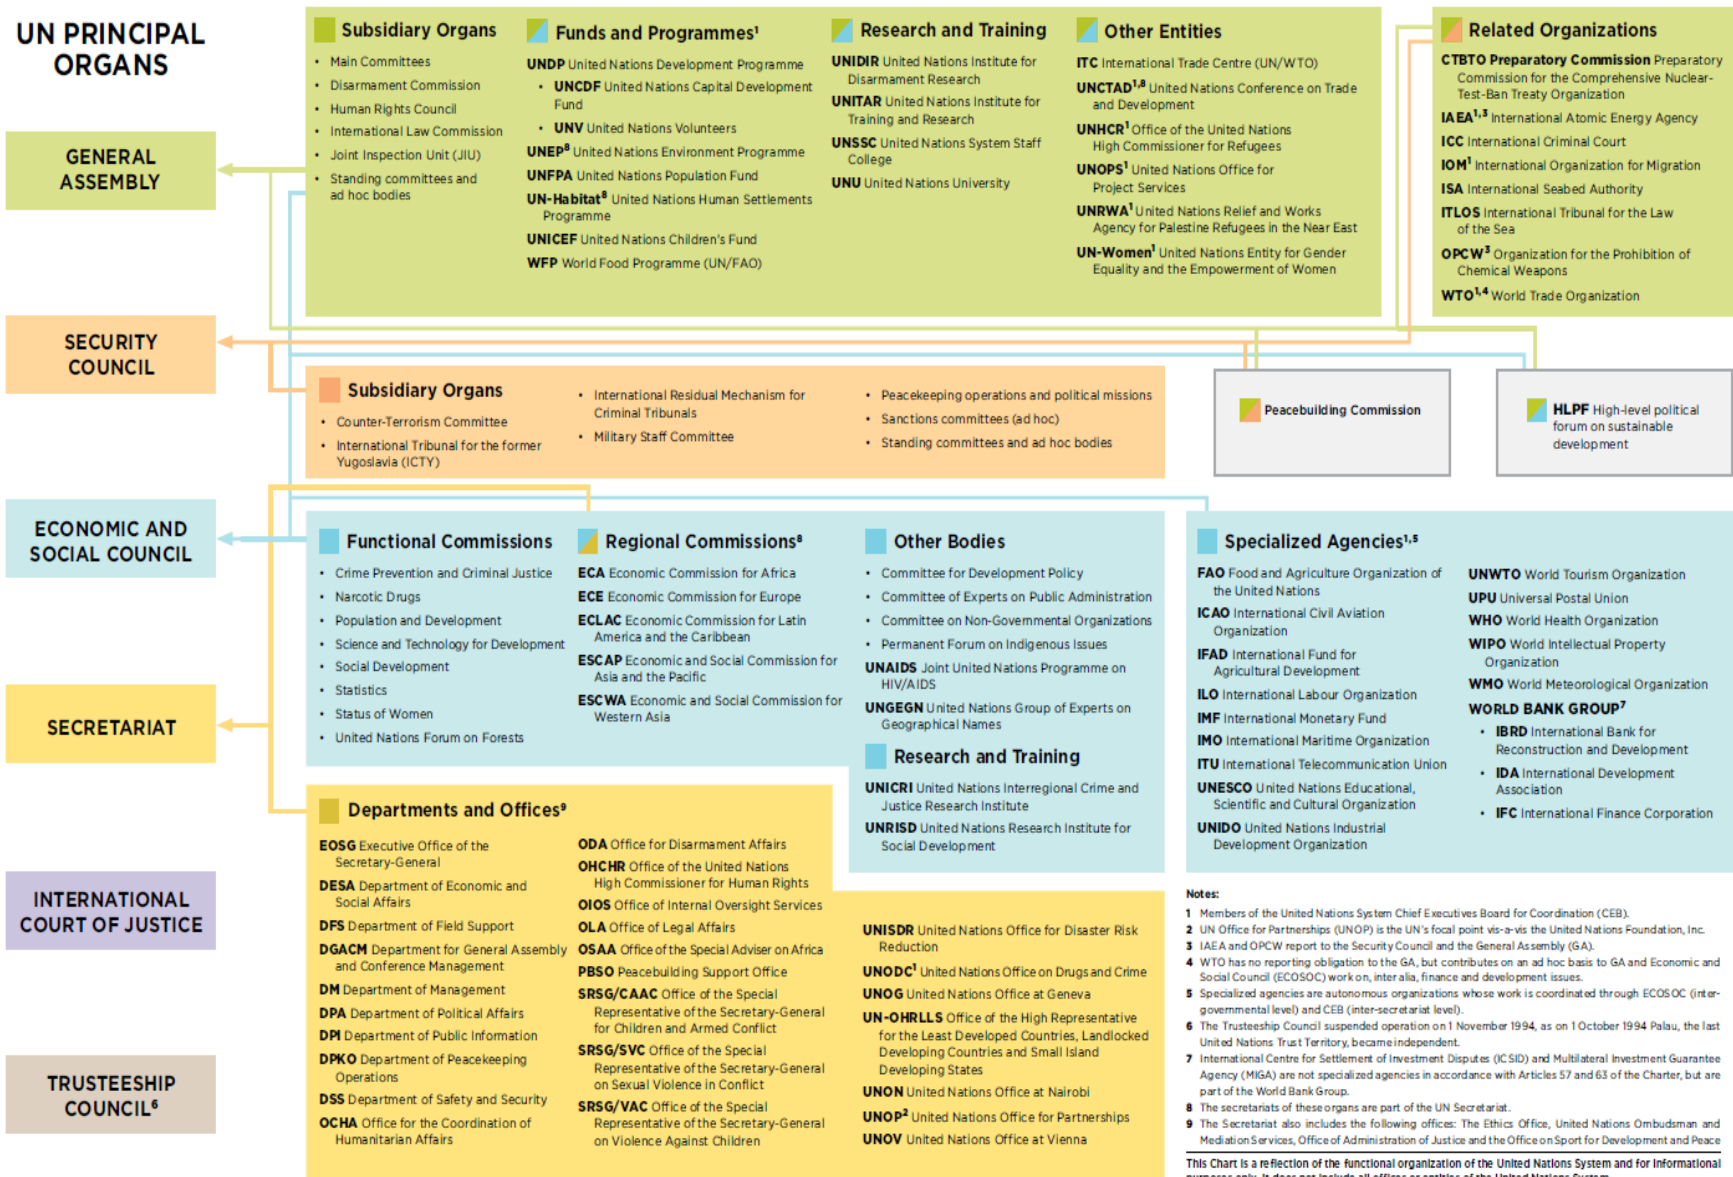 UN PRINCIPAL
ORGANS
GENERAL
ASSEMBLY
SECURITY
COUNCIL
ECONOMIC AND
SOCIAL COUNCIL
SECRETARIAT
INTERNATIONAL
COURT OF JUSTICE
TRUSTEESHIP
COUNCIL⁶
Subsidiary Organs
• Main Committees
• Disarmament Commission
• Human Rights Council
• International Law Commission
• Joint Inspection Unit (JIU)
• Standing committees and
ad hoc bodies
Funds and Programmes¹
UNDP United Nations Development Programme
• UNCDF United Nations Capital Development
Fund
• UNV United Nations Volunteers
UNEP⁸ United Nations Environment Programme
UNFPA United Nations Population Fund
UN-Habitat⁸ United Nations Human Settlements
Programme
UNICEF United Nations Children's Fund
WFP World Food Programme (UN/FAO)
Research and Training
UNIDIR United Nations Institute for
Disarmament Research
UNITAR United Nations Institute for
Training and Research
UNSSC United Nations System Staff
College
UNU United Nations University
Other Entities
ITC International Trade Centre (UN/WTO)
UNCTAD¹,⁸ United Nations Conference on Trade
and Development
UNHCR¹ Office of the United Nations
High Commissioner for Refugees
UNOPS¹ United Nations Office for
Project Services
UNRWA¹ United Nations Relief and Works
Agency for Palestine Refugees in the Near East
UN-Women¹ United Nations Entity for Gender
Equality and the Empowerment of Women
Related Organizations
CTBTO Preparatory Commission Preparatory
Commission for the Comprehensive Nuclear-
Test-Ban Treaty Organization
IAEA¹,³ International Atomic Energy Agency
ICC International Criminal Court
IOM¹ International Organization for Migration
ISA International Seabed Authority
ITLOS International Tribunal for the Law
of the Sea
OPCW³ Organization for the Prohibition of
Chemical Weapons
WTO¹,⁴ World Trade Organization
Subsidiary Organs
• Counter-Terrorism Committee
• International Tribunal for the former
Yugoslavia (ICTY)
• International Residual Mechanism for
Criminal Tribunals
• Military Staff Committee
• Peacekeeping operations and political missions
• Sanctions committees (ad hoc)
• Standing committees and ad hoc bodies
Peacebuilding Commission
HLPF High-level political
forum on sustainable
development
Functional Commissions
• Crime Prevention and Criminal Justice
• Narcotic Drugs
• Population and Development
• Science and Technology for Development
• Social Development
• Statistics
• Status of Women
• United Nations Forum on Forests
Regional Commissions⁸
ECA Economic Commission for Africa
ECE Economic Commission for Europe
ECLAC Economic Commission for Latin
America and the Caribbean
ESCAP Economic and Social Commission for
Asia and the Pacific
ESCWA Economic and Social Commission for
Western Asia
Other Bodies
• Committee for Development Policy
• Committee of Experts on Public Administration
• Committee on Non-Governmental Organizations
• Permanent Forum on Indigenous Issues
UNAIDS Joint United Nations Programme on
HIV/AIDS
UNGEGN United Nations Group of Experts on
Geographical Names
Research and Training
UNICRI United Nations Interregional Crime and
Justice Research Institute
UNRISD United Nations Research Institute for
Social Development
Specialized Agencies¹,⁵
FAO Food and Agriculture Organization of
the United Nations
ICAO International Civil Aviation
Organization
IFAD International Fund for
Agricultural Development
ILO International Labour Organization
IMF International Monetary Fund
IMO International Maritime Organization
ITU International Telecommunication Union
UNESCO United Nations Educational,
Scientific and Cultural Organization
UNIDO United Nations Industrial
Development Organization
UNWTO World Tourism Organization
UPU Universal Postal Union
WHO World Health Organization
WIPO World Intellectual Property
Organization
WMO World Meteorological Organization
WORLD BANK GROUP⁷
• IBRD International Bank for
Reconstruction and Development
• IDA International Development
Association
• IFC International Finance Corporation
Departments and Offices⁹
EOSG Executive Office of the
Secretary-General
DESA Department of Economic and
Social Affairs
DFS Department of Field Support
DGACM Department for General Assembly
and Conference Management
DM Department of Management
DPA Department of Political Affairs
DPI Department of Public Information
DPKO Department of Peacekeeping
Operations
DSS Department of Safety and Security
OCHA Office for the Coordination of
Humanitarian Affairs
ODA Office for Disarmament Affairs
OHCHR Office of the United Nations
High Commissioner for Human Rights
OIOS Office of Internal Oversight Services
OLA Office of Legal Affairs
OSAA Office of the Special Adviser on Africa
PBSO Peacebuilding Support Office
SRSG/CAAC Office of the Special
Representative of the Secretary-General
for Children and Armed Conflict
SRSG/SVC Office of the Special
Representative of the Secretary-General
on Sexual Violence in Conflict
SRSG/VAC Office of the Special
Representative of the Secretary-General
on Violence Against Children
UNISDR United Nations Office for Disaster Risk
Reduction
UNODC¹ United Nations Office on Drugs and Crime
UNOG United Nations Office at Geneva
UN-OHRLLS Office of the High Representative
for the Least Developed Countries, Landlocked
Developing Countries and Small Island
Developing States
UNON United Nations Office at Nairobi
UNOP² United Nations Office for Partnerships
UNOV United Nations Office at Vienna
Notes:
1 Members of the United Nations System Chief Executives Board for Coordination (CEB).
2 UN Office for Partnerships (UNOP) is the UN's focal point vis-a-vis the United Nations Foundation, Inc.
3 IAEA and OPCW report to the Security Council and the General Assembly (GA).
4 WTO has no reporting obligation to the GA, but contributes on an ad hoc basis to GA and Economic and
Social Council (ECOSOC) work on, inter alia, finance and development issues.
5 Specialized agencies are autonomous organizations whose work is coordinated through ECOSOC (inter-
governmental level) and CEB (inter-secretariat level).
6 The Trusteeship Council suspended operation on 1 November 1994, as on 1 October 1994 Palau, the last
United Nations Trust Territory, became independent.
7 International Centre for Settlement of Investment Disputes (ICSID) and Multilateral Investment Guarantee
Agency (MIGA) are not specialized agencies in accordance with Articles 57 and 63 of the Charter, but are
part of the World Bank Group.
8 The secretariats of these organs are part of the UN Secretariat.
9 The Secretariat also includes the following offices: The Ethics Office, United Nations Ombudsman and
Mediation Services, Office of Administration of Justice and the Office on Sport for Development and Peace
This Chart is a reflection of the functional organization of the United Nations System and for informational
purposes only. It does not include all offices or entities of the United Nations System.